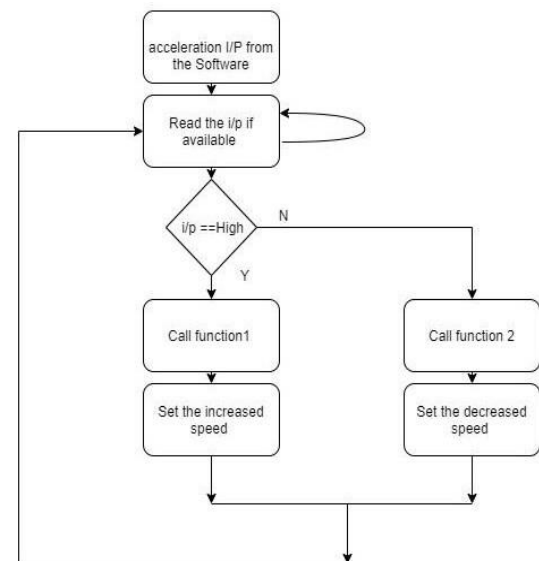 acceleration I/P from
the Software
Read the i/p if
available
i/p ==High
N
Y
Call function1
Call function 2
Set the increased
speed
Set the decreased
speed